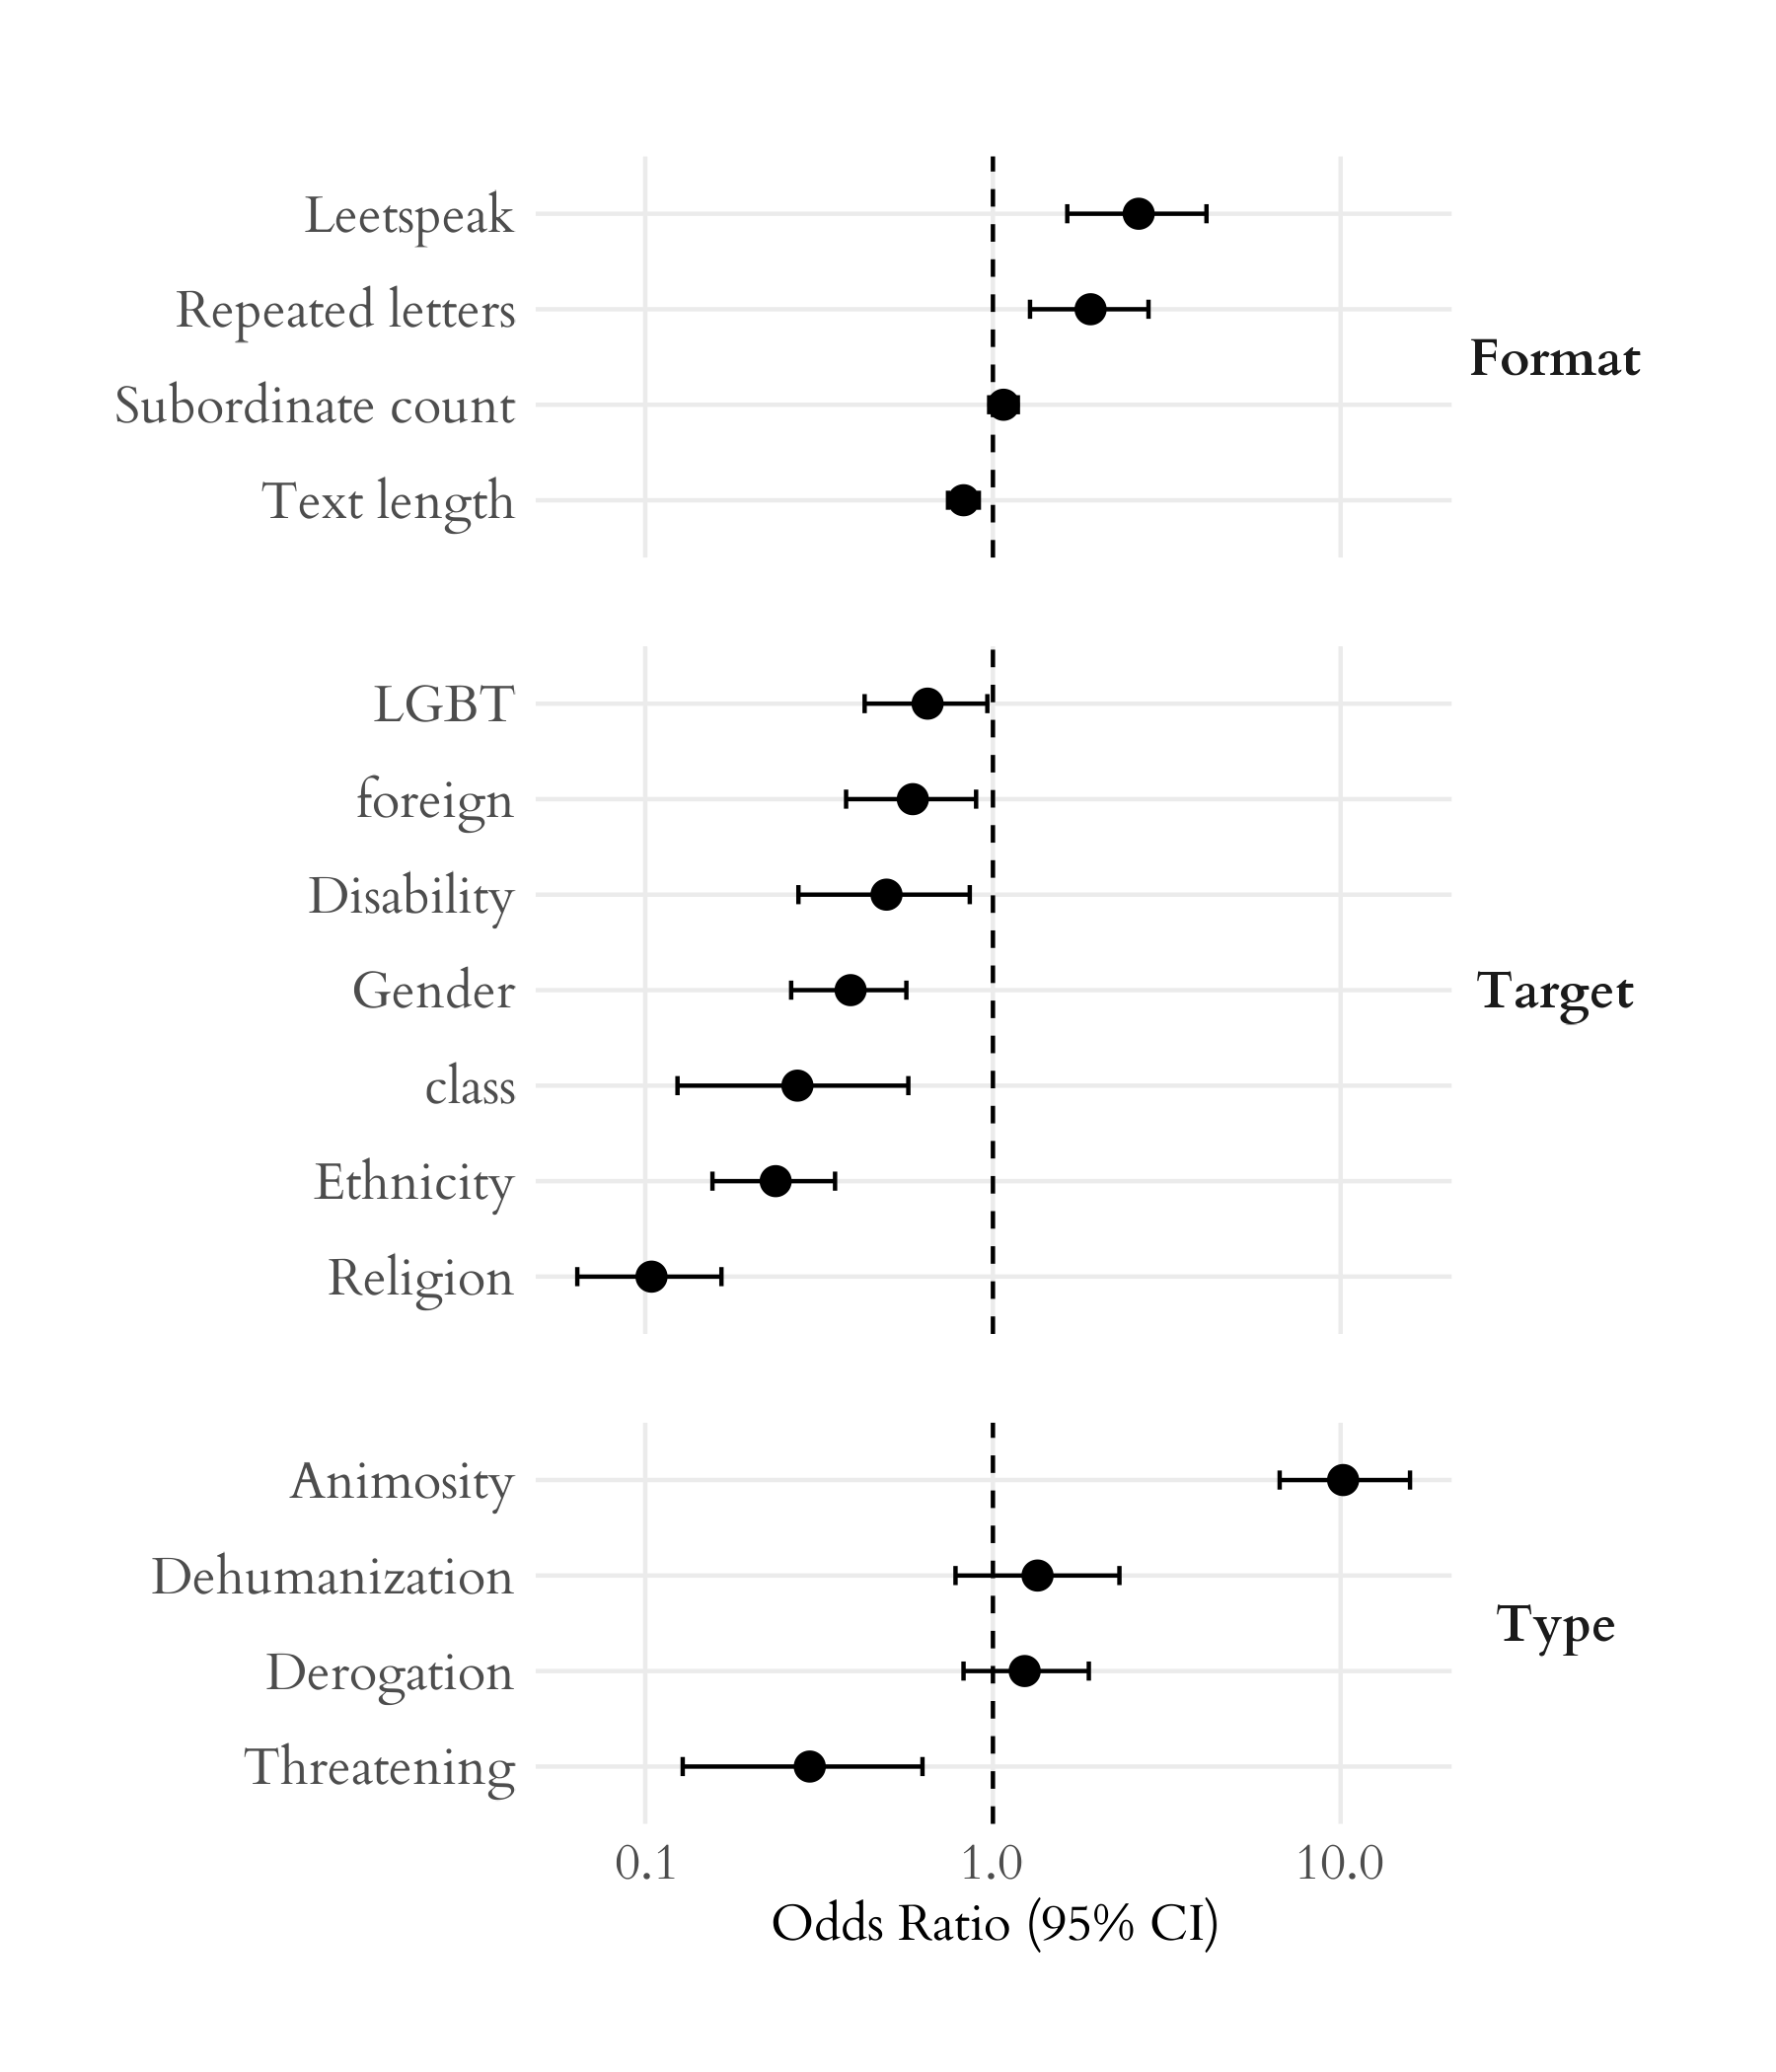 Leetspeak
Repeated letters
Subordinate count
Text length
Format
LGBT
foreign
Disability
Gender
class
Ethnicity
Religion
Target
Animosity
Dehumanization
Derogation
Threatening
Type
0.1 1.0 10.0
Odds Ratio (95% CI)